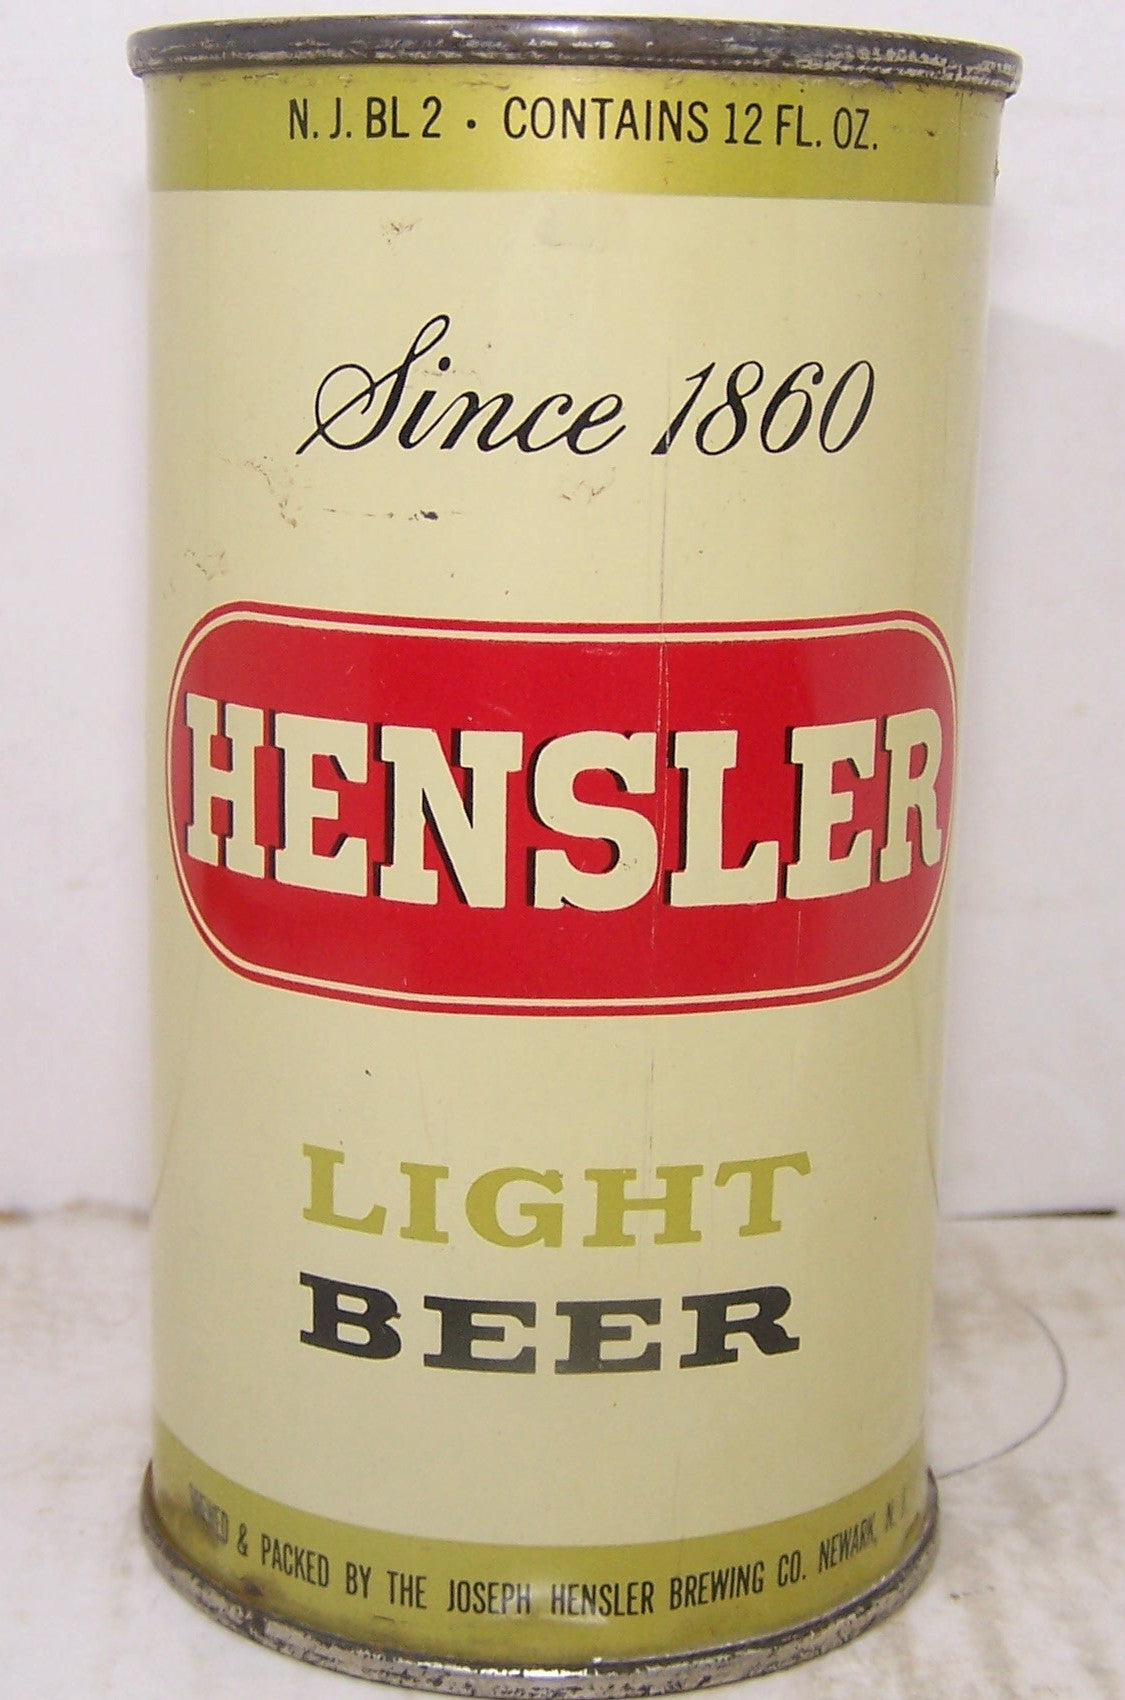 N. J. BL 2 · CONTAINS 12 FL. OZ.
Since 1860
HENSLER
LIGHT
BEER
& PACKED BY THE JOSEPH HENSLER BREWING CO. NEWARK, N.